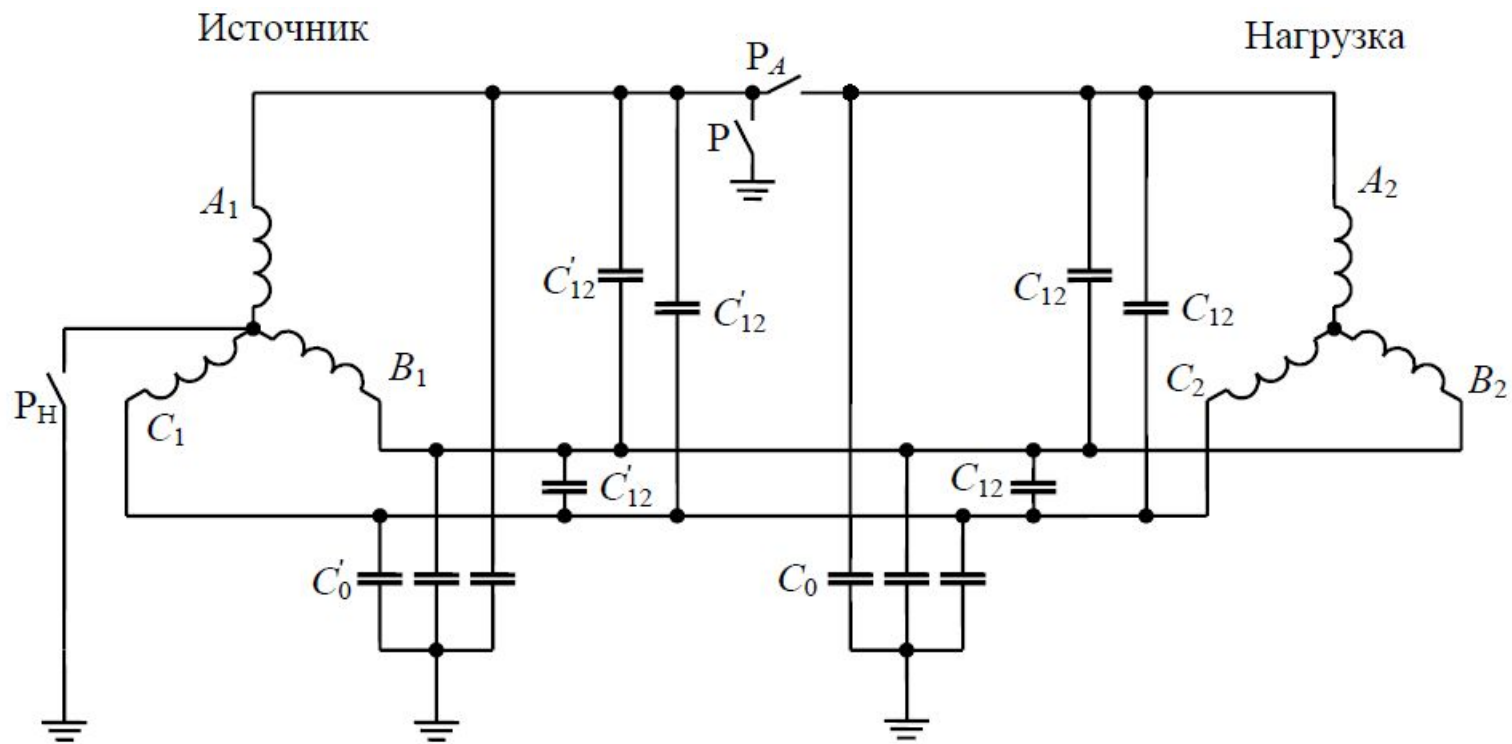 Источник
Нагрузка
P_A
P
A₁
A₂
C'₁₂
C'₁₂
C₁₂
C₁₂
P_Н
C₁
B₁
C₂
B₂
C'₁₂
C₁₂
C'₀
C₀